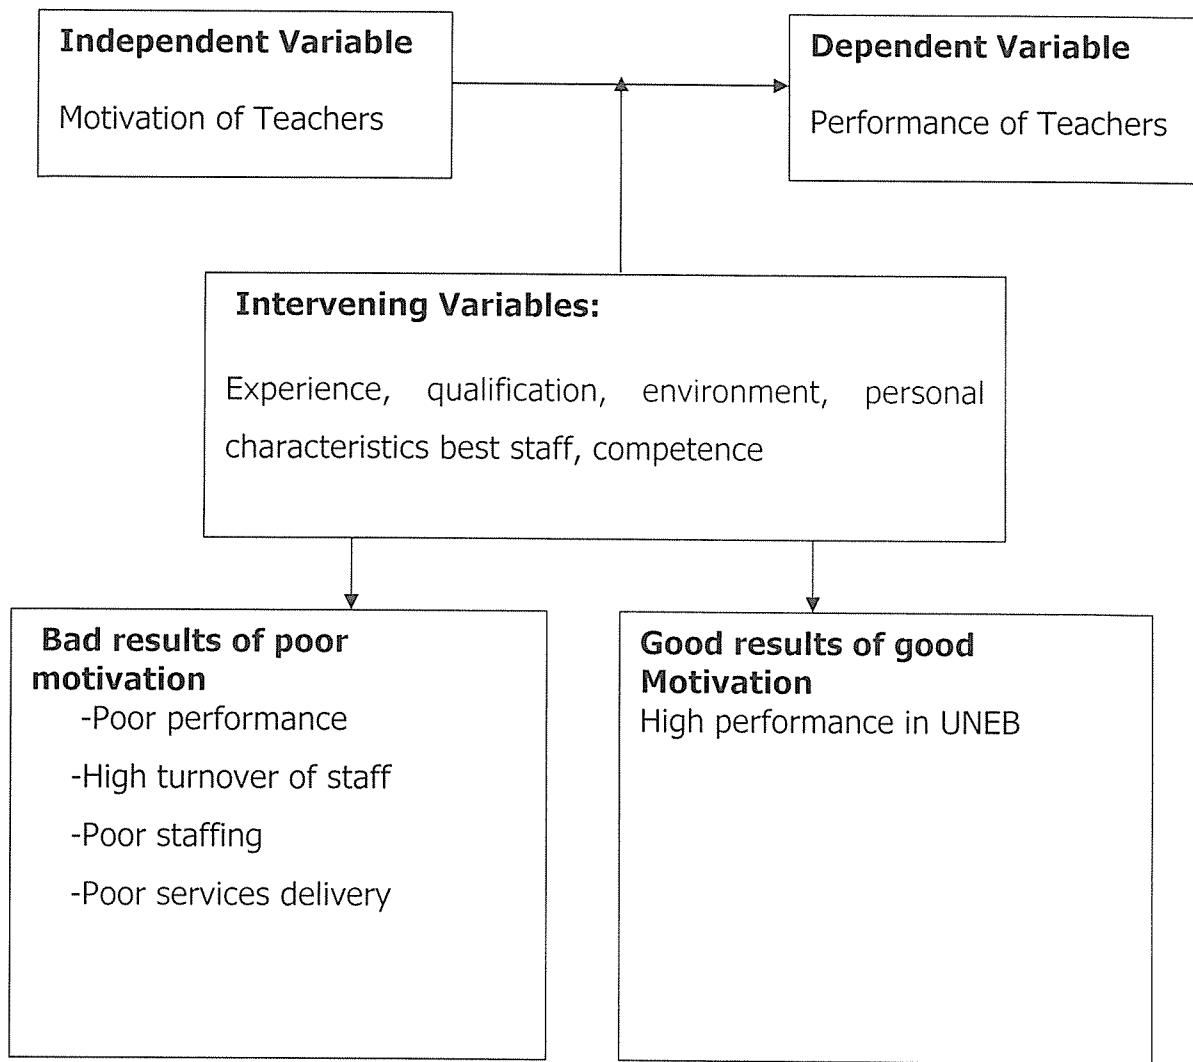 Independent Variable
Motivation of Teachers
Dependent Variable
Performance of Teachers
Intervening Variables:
Experience, qualification, environment, personal
characteristics best staff, competence
Bad results of poor
motivation
-Poor performance
-High turnover of staff
-Poor staffing
-Poor services delivery
Good results of good
Motivation
High performance in UNEB